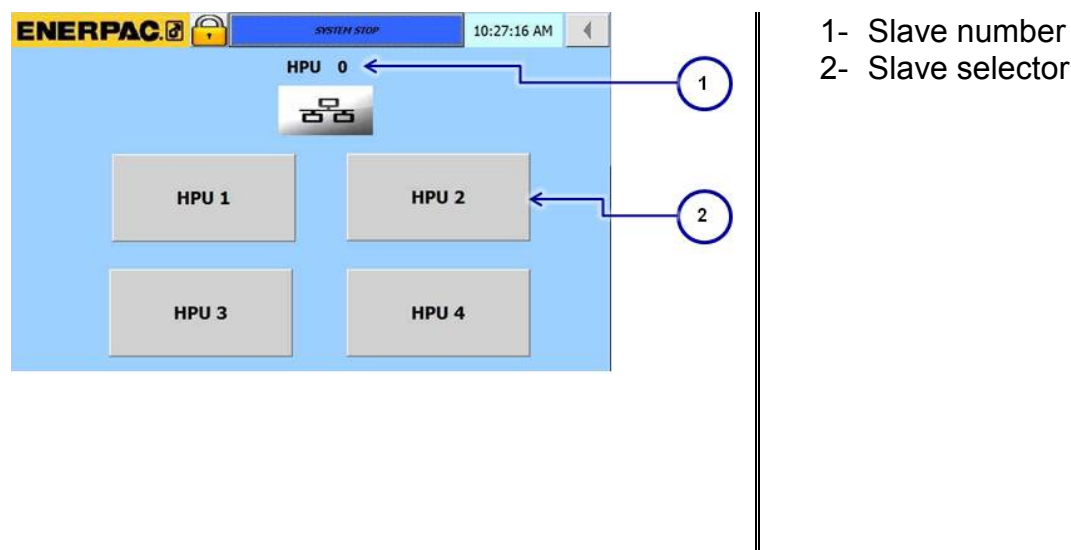 ENERPAC. SYSTEM STOP 10:27:16 AM
HPU 0
1
HPU 1 HPU 2
2
HPU 3 HPU 4
1- Slave number
2- Slave selector